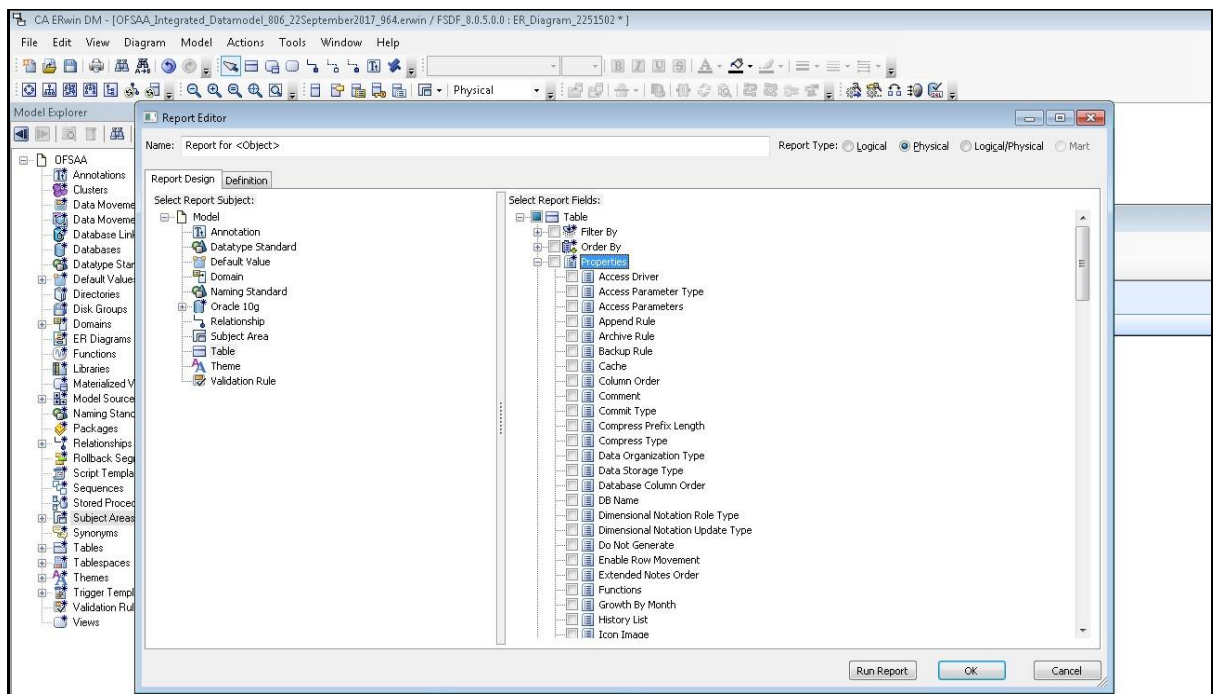 CA ERwin DM - [OFSAA_Integrated_Datamodel_806_22September2017_964.erwin / FSDF_8.0.5.0.0 : ER_Diagram_2251502 * ]
File Edit View Diagram Model Actions Tools Window Help
Physical
Model Explorer
OFSAA
Annotations
Clusters
Data Moveme
Data Moveme
Database Link
Databases
Datatype Star
Default Value
Directories
Disk Groups
Domains
ER Diagrams
Functions
Libraries
Materialized V
Model Source
Naming Stand
Packages
Relationships
Rollback Seg
Script Templa
Sequences
Stored Proced
Subject Areas
Synonyms
Tables
Tablespaces
Themes
Trigger Templ
Validation Rul
Views
Report Editor
Name: Report for <Object>
Report Type: Logical Physical Logical/Physical Mart
Report Design Definition
Select Report Subject:
Model
Annotation
Datatype Standard
Default Value
Domain
Naming Standard
Oracle 10g
Relationship
Subject Area
Table
Theme
Validation Rule
Select Report Fields:
Table
Filter By
Order By
Properties
Access Driver
Access Parameter Type
Access Parameters
Append Rule
Archive Rule
Backup Rule
Cache
Column Order
Comment
Commit Type
Compress Prefix Length
Compress Type
Data Organization Type
Data Storage Type
Database Column Order
DB Name
Dimensional Notation Role Type
Dimensional Notation Update Type
Do Not Generate
Enable Row Movement
Extended Notes Order
Functions
Growth By Month
History List
Icon Image
Run Report OK Cancel